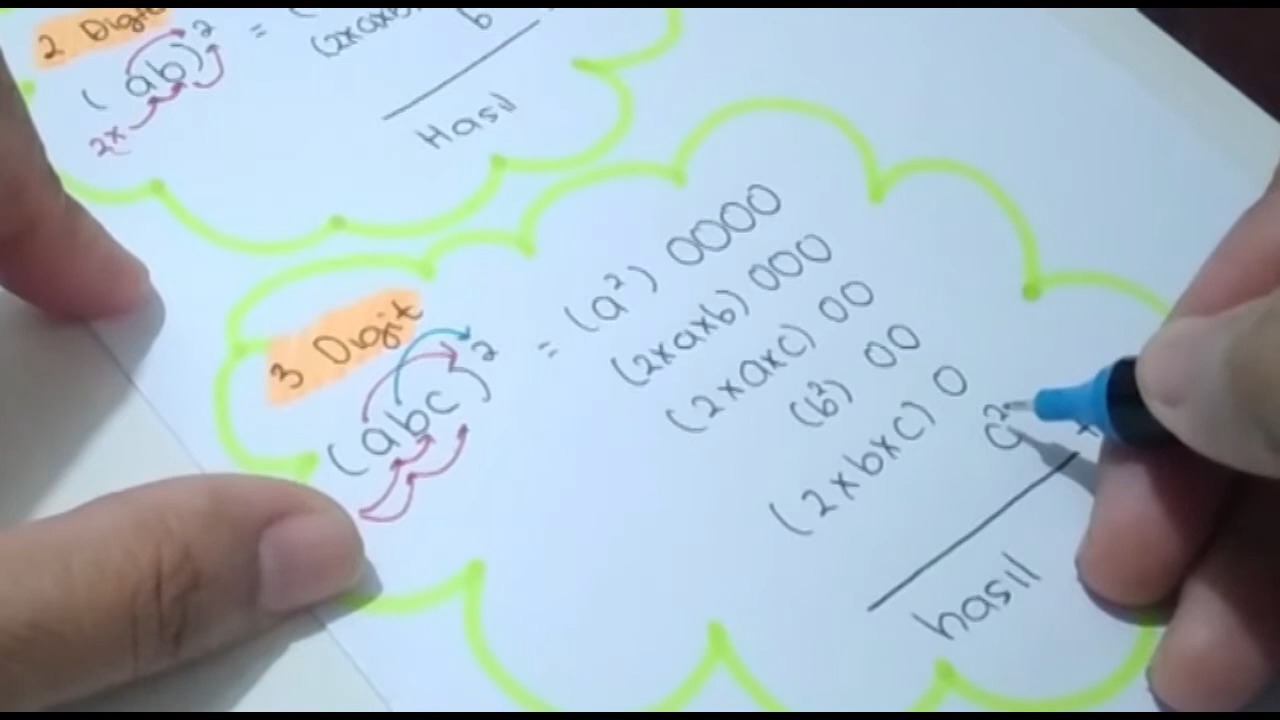 2 Digit
(ab)² =
2x
(2xaxb)
b
Hasil
3 Digit
(abc)² = (a²) 0000
(2xaxb) 000
(2xaxc) 00
(b²) 00
(2xbxc) 0
c²
+
hasil